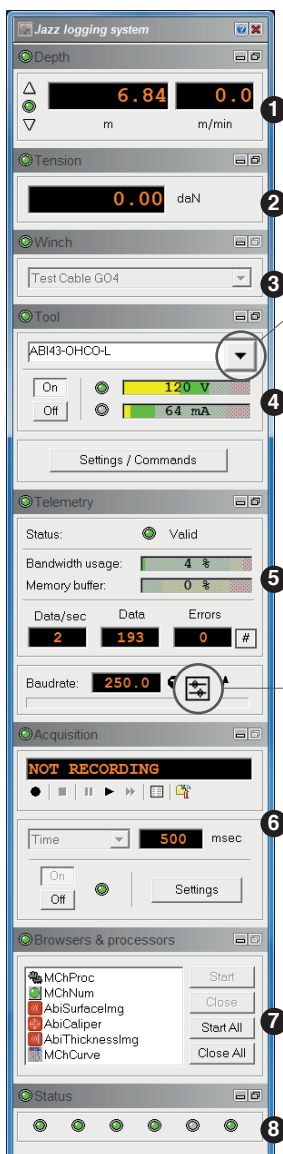 Jazz logging system
Depth
6.84 0.0
m m/min
1
Tension
0.00 daN
2
Winch
Test Cable GO4
3
Tool
ABI43-OHCO-L
On 120 V
Off 64 mA
4
Settings / Commands
Telemetry
Status: Valid
Bandwidth usage: 4 %
Memory buffer: 0 %
5
Data/sec Data Errors
2 193 0 #
Baudrate: 250.0
Acquisition
NOT RECORDING
Time 500 msec
6
On
Off Settings
Browsers & processors
MChProc Start
MChNum Close
AbiSurfaceImg
AbiCaliper Start All
AbiThicknessImg
MChCurve Close All
7
Status
8